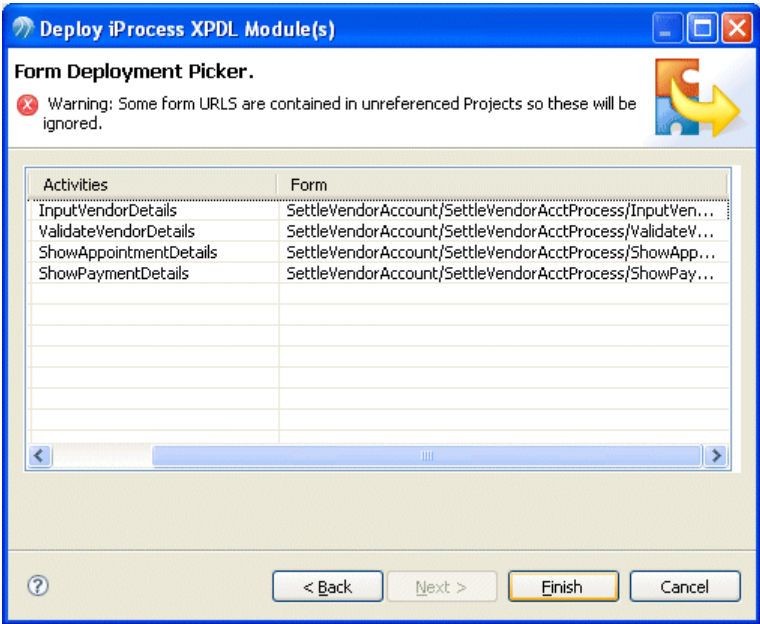 Deploy iProcess XPDL Module(s)
Form Deployment Picker.
Warning: Some form URLS are contained in unreferenced Projects so these will be
ignored.
Activities Form
InputVendorDetails SettleVendorAccount/SettleVendorAcctProcess/InputVen...
ValidateVendorDetails SettleVendorAccount/SettleVendorAcctProcess/ValidateV...
ShowAppointmentDetails SettleVendorAccount/SettleVendorAcctProcess/ShowApp...
ShowPaymentDetails SettleVendorAccount/SettleVendorAcctProcess/ShowPay...
? < Back Next > Finish Cancel